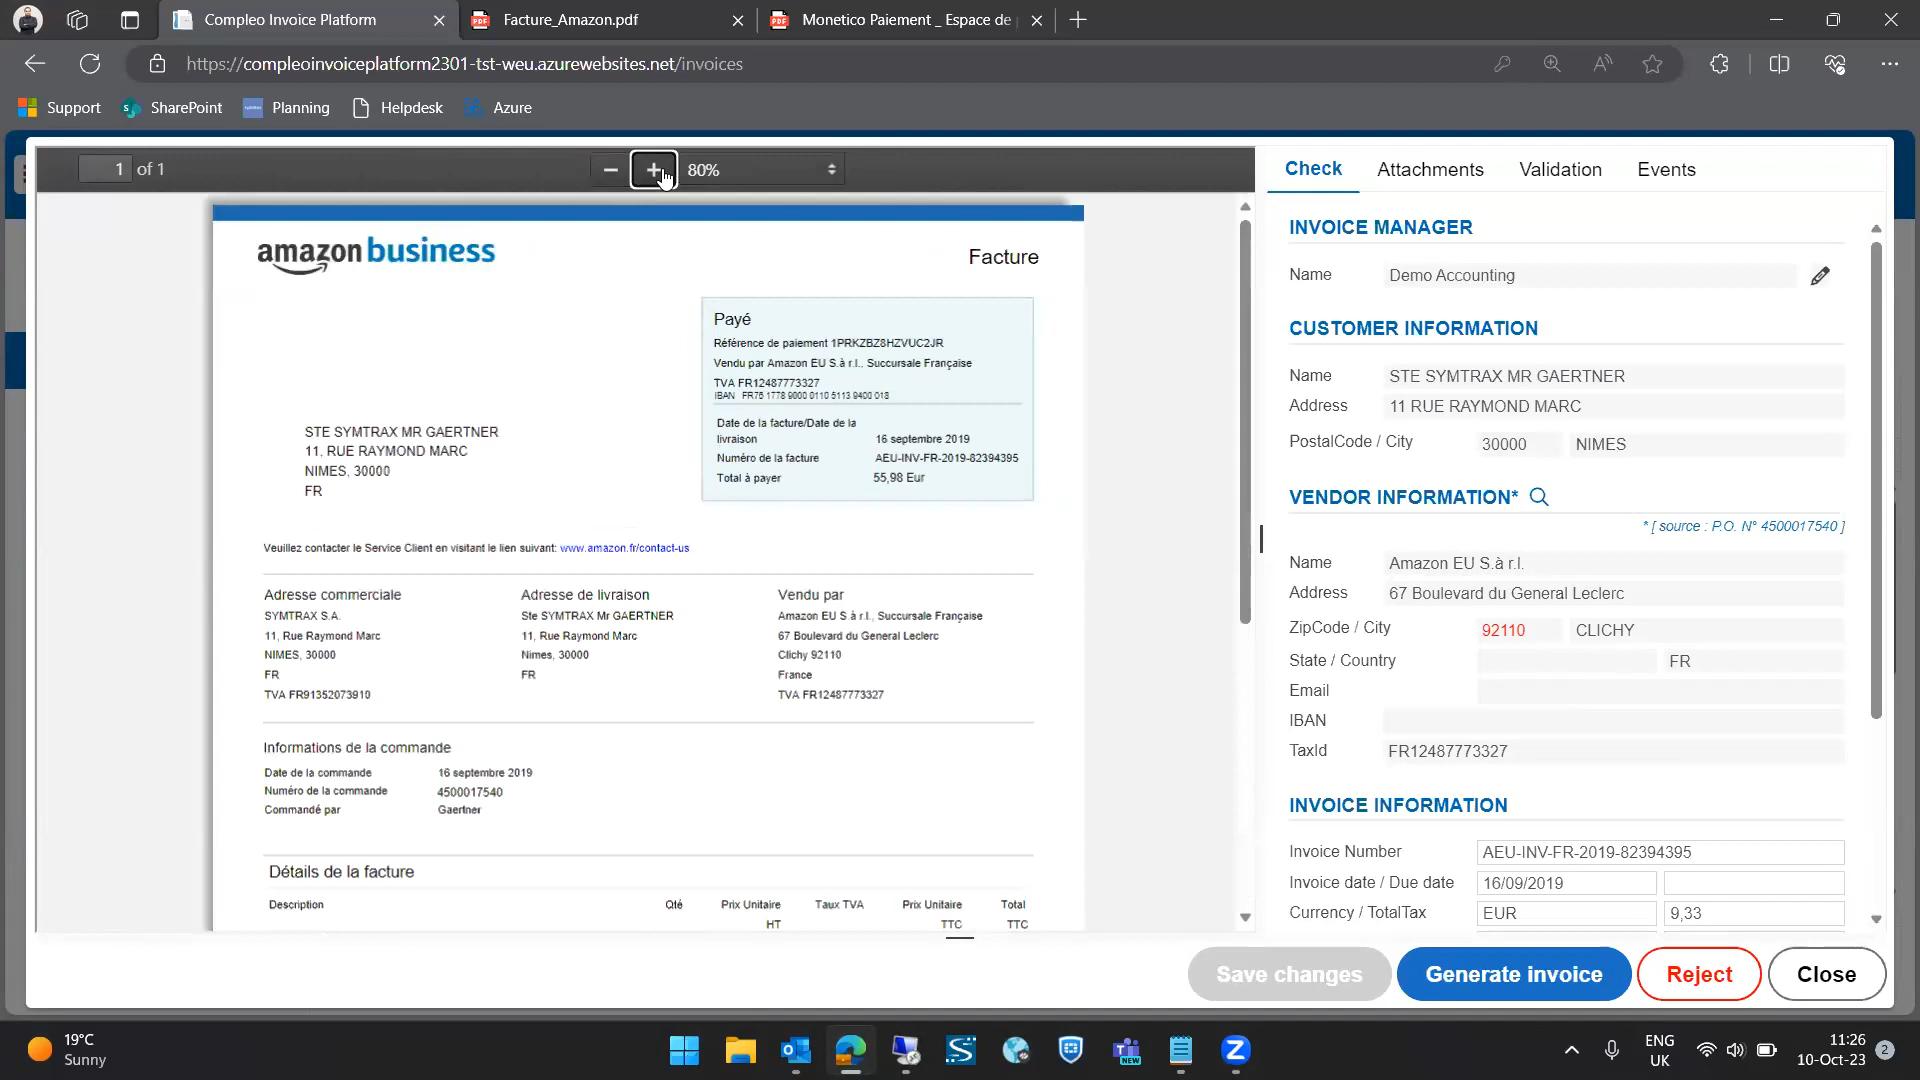 Compleo Invoice Platform
Facture_Amazon.pdf
Monetico Paiement _ Espace de
https://compleoinvoiceplatform2301-tst-weu.azurewebsites.net/invoices
Support SharePoint Planning Helpdesk Azure
1 of 1
80%
Check Attachments Validation Events
amazon business
Facture
Payé
Référence de paiement 1PRKZBZ8HZVUC2JR
Vendu par Amazon EU S.à r.l., Succursale Française
TVA FR12487773327
IBAN FR76 1778 9000 0110 5113 9400 018
Date de la facture/Date de la
livraison 16 septembre 2019
Numéro de la facture AEU-INV-FR-2019-82394395
Total à payer 55,98 Eur
STE SYMTRAX MR GAERTNER
11, RUE RAYMOND MARC
NIMES, 30000
FR
Veuillez contacter le Service Client en visitant le lien suivant: www.amazon.fr/contact-us
Adresse commerciale
SYMTRAX S.A.
11, Rue Raymond Marc
NIMES, 30000
FR
TVA FR91352073910
Adresse de livraison
Ste SYMTRAX Mr GAERTNER
11, Rue Raymond Marc
Nimes, 30000
FR
Vendu par
Amazon EU S.à r.l., Succursale Française
67 Boulevard du General Leclerc
Clichy 92110
France
TVA FR12487773327
Informations de la commande
Date de la commande 16 septembre 2019
Numéro de la commande 4500017540
Commandé par Gaertner
Détails de la facture
Description Qté Prix Unitaire Taux TVA Prix Unitaire Total
HT TTC TTC
INVOICE MANAGER
Name Demo Accounting
CUSTOMER INFORMATION
Name STE SYMTRAX MR GAERTNER
Address 11 RUE RAYMOND MARC
PostalCode / City 30000 NIMES
VENDOR INFORMATION*
* [ source : P.O. N° 4500017540 ]
Name Amazon EU S.à r.l.
Address 67 Boulevard du General Leclerc
ZipCode / City 92110 CLICHY
State / Country FR
Email
IBAN
TaxId FR12487773327
INVOICE INFORMATION
Invoice Number AEU-INV-FR-2019-82394395
Invoice date / Due date 16/09/2019
Currency / TotalTax EUR 9,33
Save changes Generate invoice Reject Close
19°C
Sunny
NEW
ENG
UK
11:26
10-Oct-23
2